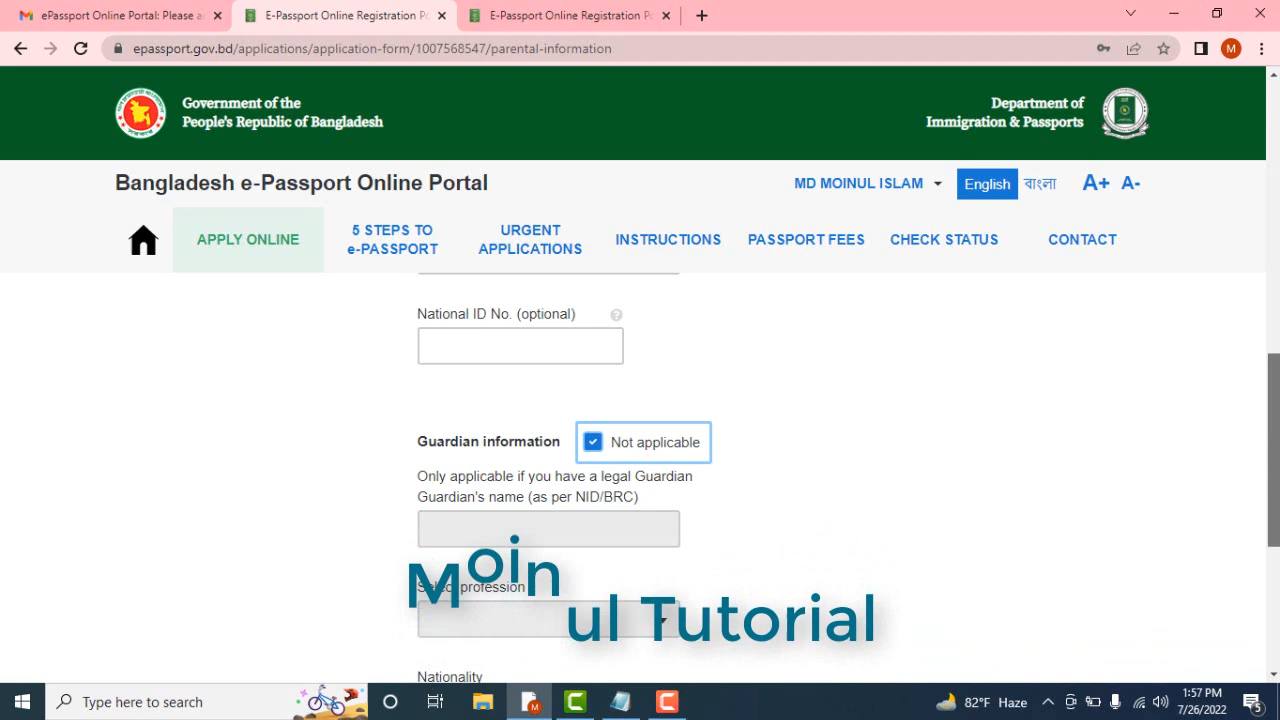 ePassport Online Portal: Please a
E-Passport Online Registration Po
E-Passport Online Registration Po
epassport.gov.bd/applications/application-form/1007568547/parental-information
M
Government of the
People's Republic of Bangladesh
Department of
Immigration & Passports
Bangladesh e-Passport Online Portal
MD MOINUL ISLAM
English
বাংলা
A+
A-
APPLY ONLINE
5 STEPS TO
e-PASSPORT
URGENT
APPLICATIONS
INSTRUCTIONS
PASSPORT FEES
CHECK STATUS
CONTACT
National ID No. (optional)
?
Guardian information
Not applicable
Only applicable if you have a legal Guardian
Guardian's name (as per NID/BRC)
Select profession
Moinul Tutorial
Nationality
Type here to search
82°F Haze
1:57 PM
7/26/2022
5